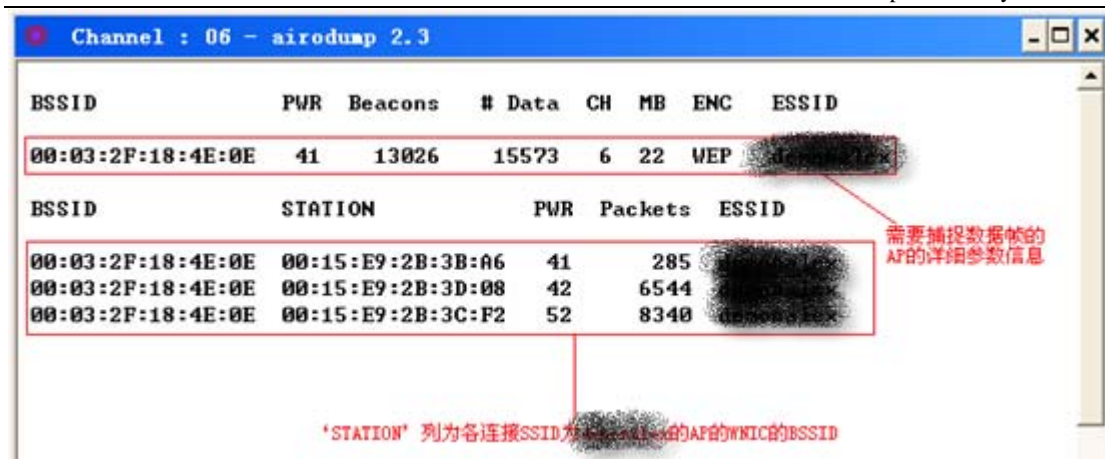 Channel : 06 - airodump 2.3
BSSID PWR Beacons # Data CH MB ENC ESSID
00:03:2F:18:4E:0E 41 13026 15573 6 22 WEP
BSSID STATION PWR Packets ESSID
00:03:2F:18:4E:0E 00:15:E9:2B:3B:A6 41 285
00:03:2F:18:4E:0E 00:15:E9:2B:3D:08 42 6544
00:03:2F:18:4E:0E 00:15:E9:2B:3C:F2 52 8340
需要捕捉数据帧的
AP的详细参数信息
‘STATION’列为各连接SSID为 的AP的WNIC的BSSID